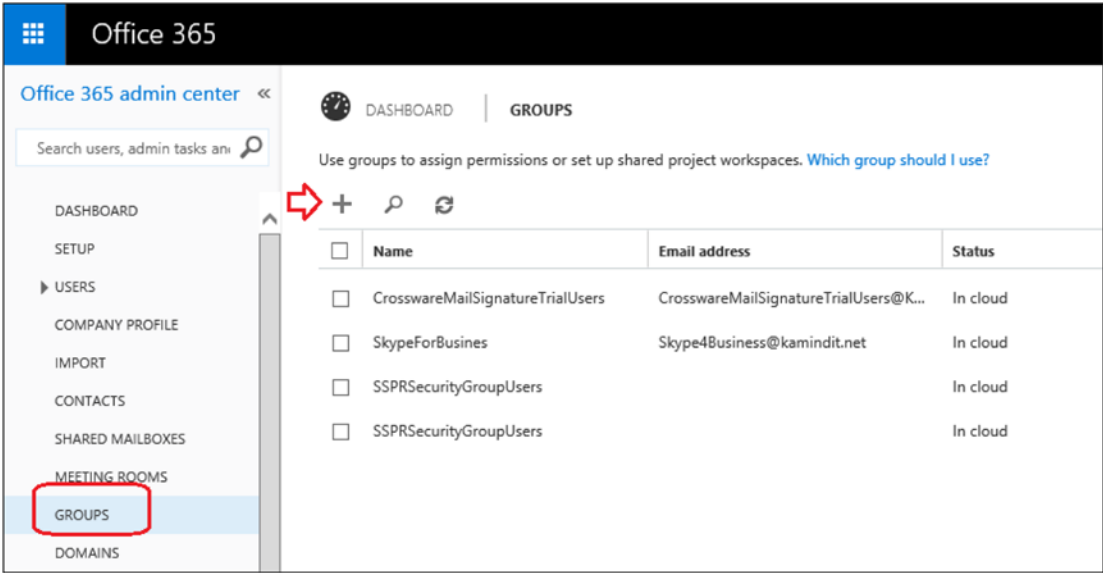 Office 365
Office 365 admin center «
Search users, admin tasks an
DASHBOARD
SETUP
USERS
COMPANY PROFILE
IMPORT
CONTACTS
SHARED MAILBOXES
MEETING ROOMS
GROUPS
DOMAINS
DASHBOARD | GROUPS
Use groups to assign permissions or set up shared project workspaces. Which group should I use?
Name Email address Status
CrosswareMailSignatureTrialUsers CrosswareMailSignatureTrialUsers@K... In cloud
SkypeForBusines Skype4Business@kamindit.net In cloud
SSPRSecurityGroupUsers In cloud
SSPRSecurityGroupUsers In cloud